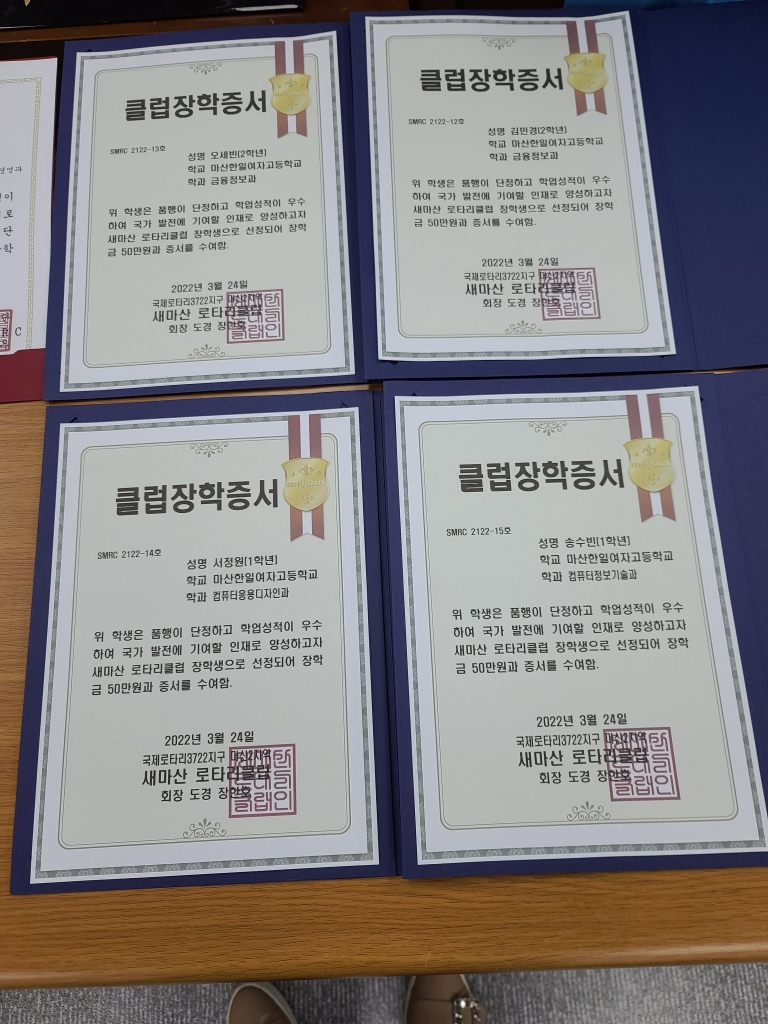 클럽장학증서
SMRC 2122-13호
성명 오세빈(2학년)
학교 마산한일여자고등학교
학과 금융정보과
위 학생은 품행이 단정하고 학업성적이 우수
하여 국가 발전에 기여할 인재로 양성하고자
새마산 로타리클럽 장학생으로 선정되어 장학
금 50만원과 증서를 수여함.
2022년 3월 24일
국제로타리3722지구 마산2지역
새마산 로타리클럽
회장 도경 장한호
클럽장학증서
SMRC 2122-12호
성명 김민경(2학년)
학교 마산한일여자고등학교
학과 금융정보과
위 학생은 품행이 단정하고 학업성적이 우수
하여 국가 발전에 기여할 인재로 양성하고자
새마산 로타리클럽 장학생으로 선정되어 장학
금 50만원과 증서를 수여함.
2022년 3월 24일
국제로타리3722지구 마산2지역
새마산 로타리클럽
회장 도경 장한호
클럽장학증서
SMRC 2122-14호
성명 서정원(1학년)
학교 마산한일여자고등학교
학과 컴퓨터응용디자인과
위 학생은 품행이 단정하고 학업성적이 우수
하여 국가 발전에 기여할 인재로 양성하고자
새마산 로타리클럽 장학생으로 선정되어 장학
금 50만원과 증서를 수여함.
2022년 3월 24일
국제로타리3722지구 마산2지역
새마산 로타리클럽
회장 도경 장한호
클럽장학증서
SMRC 2122-15호
성명 송수빈(1학년)
학교 마산한일여자고등학교
학과 컴퓨터정보기술과
위 학생은 품행이 단정하고 학업성적이 우수
하여 국가 발전에 기여할 인재로 양성하고자
새마산 로타리클럽 장학생으로 선정되어 장학
금 50만원과 증서를 수여함.
2022년 3월 24일
국제로타리3722지구 마산2지역
새마산 로타리클럽
회장 도경 장한호